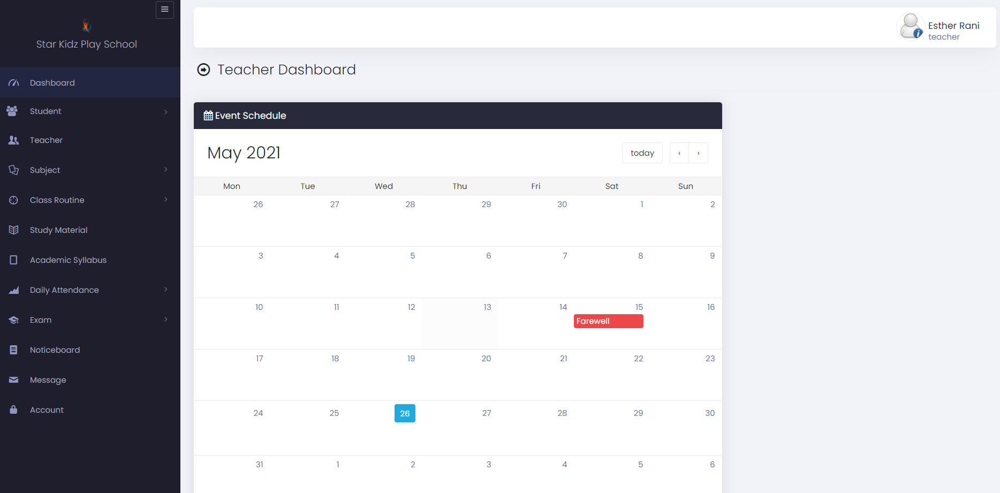 Star Kidz Play School
Dashboard
Student
Teacher
Subject
Class Routine
Study Material
Academic Syllabus
Daily Attendance
Exam
Noticeboard
Message
Account
Esther Rani
teacher
Teacher Dashboard
Event Schedule
May 2021
today ‹ ›
Mon Tue Wed Thu Fri Sat Sun
26 27 28 29 30 1 2
3 4 5 6 7 8 9
10 11 12 13 14 15 16
Farewell
17 18 19 20 21 22 23
24 25 26 27 28 29 30
31 1 2 3 4 5 6